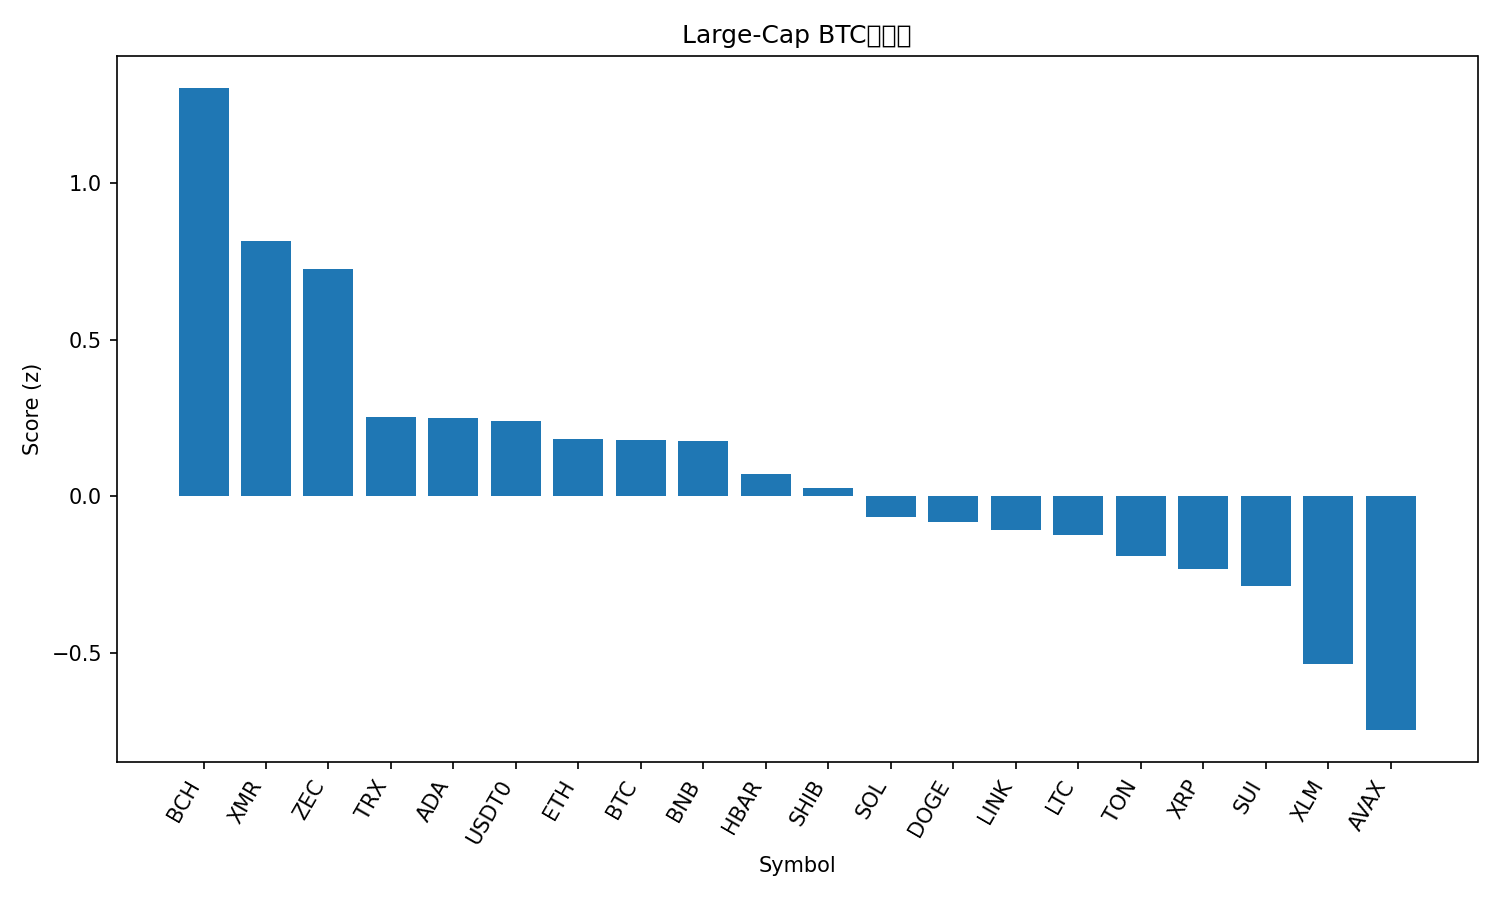 Large-Cap BTC
Score (z)
1.0
0.5
0.0
−0.5
BCH
XMR
ZEC
TRX
ADA
USDT0
ETH
BTC
BNB
HBAR
SHIB
SOL
DOGE
LINK
LTC
TON
XRP
SUI
XLM
AVAX
Symbol